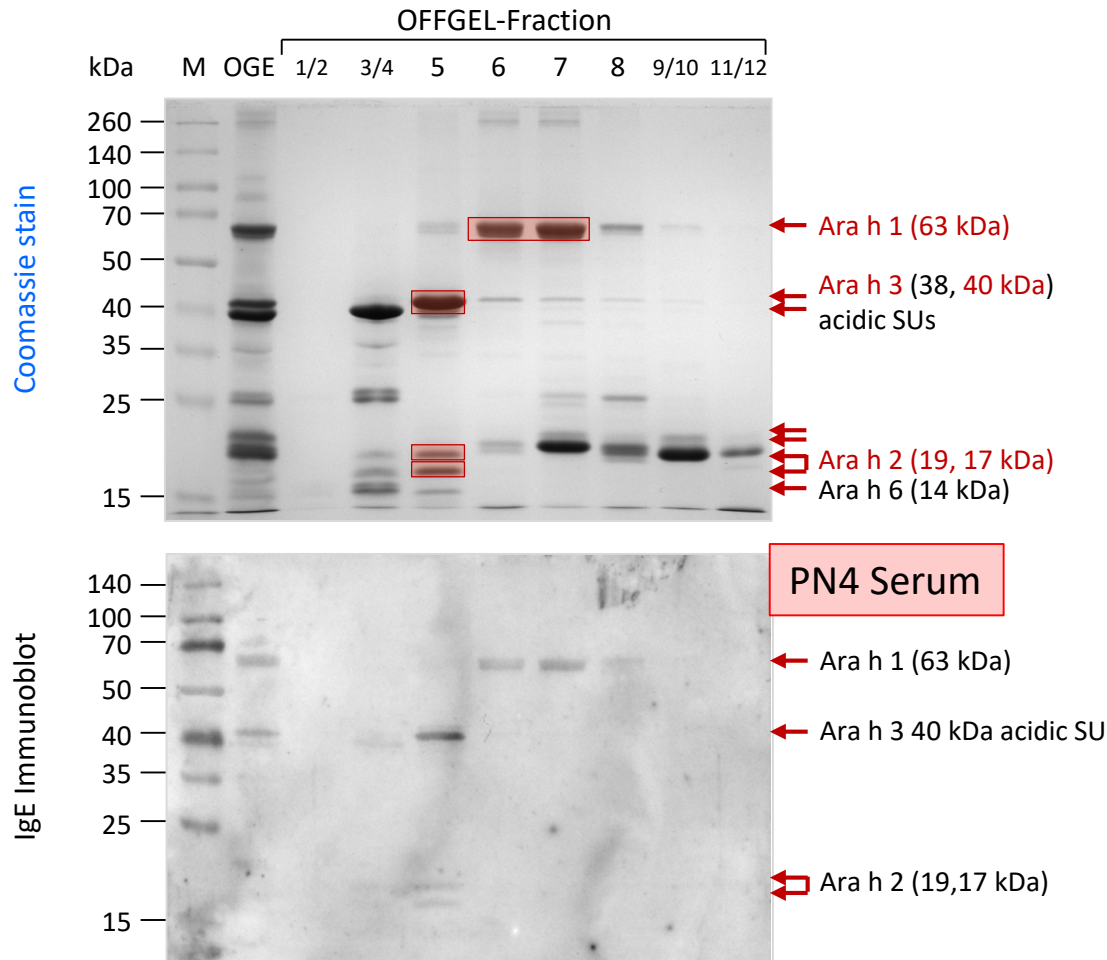 OFFGEL-Fraction
kDa M OGE 1/2 3/4 5 6 7 8 9/10 11/12
260
140
100
70
50
40
35
25
15
Coomassie stain
Ara h 1 (63 kDa)
Ara h 3 (38, 40 kDa)
acidic SUs
Ara h 2 (19, 17 kDa)
Ara h 6 (14 kDa)
PN4 Serum
140
100
70
50
40
35
25
15
IgE Immunoblot
Ara h 1 (63 kDa)
Ara h 3 40 kDa acidic SU
Ara h 2 (19,17 kDa)